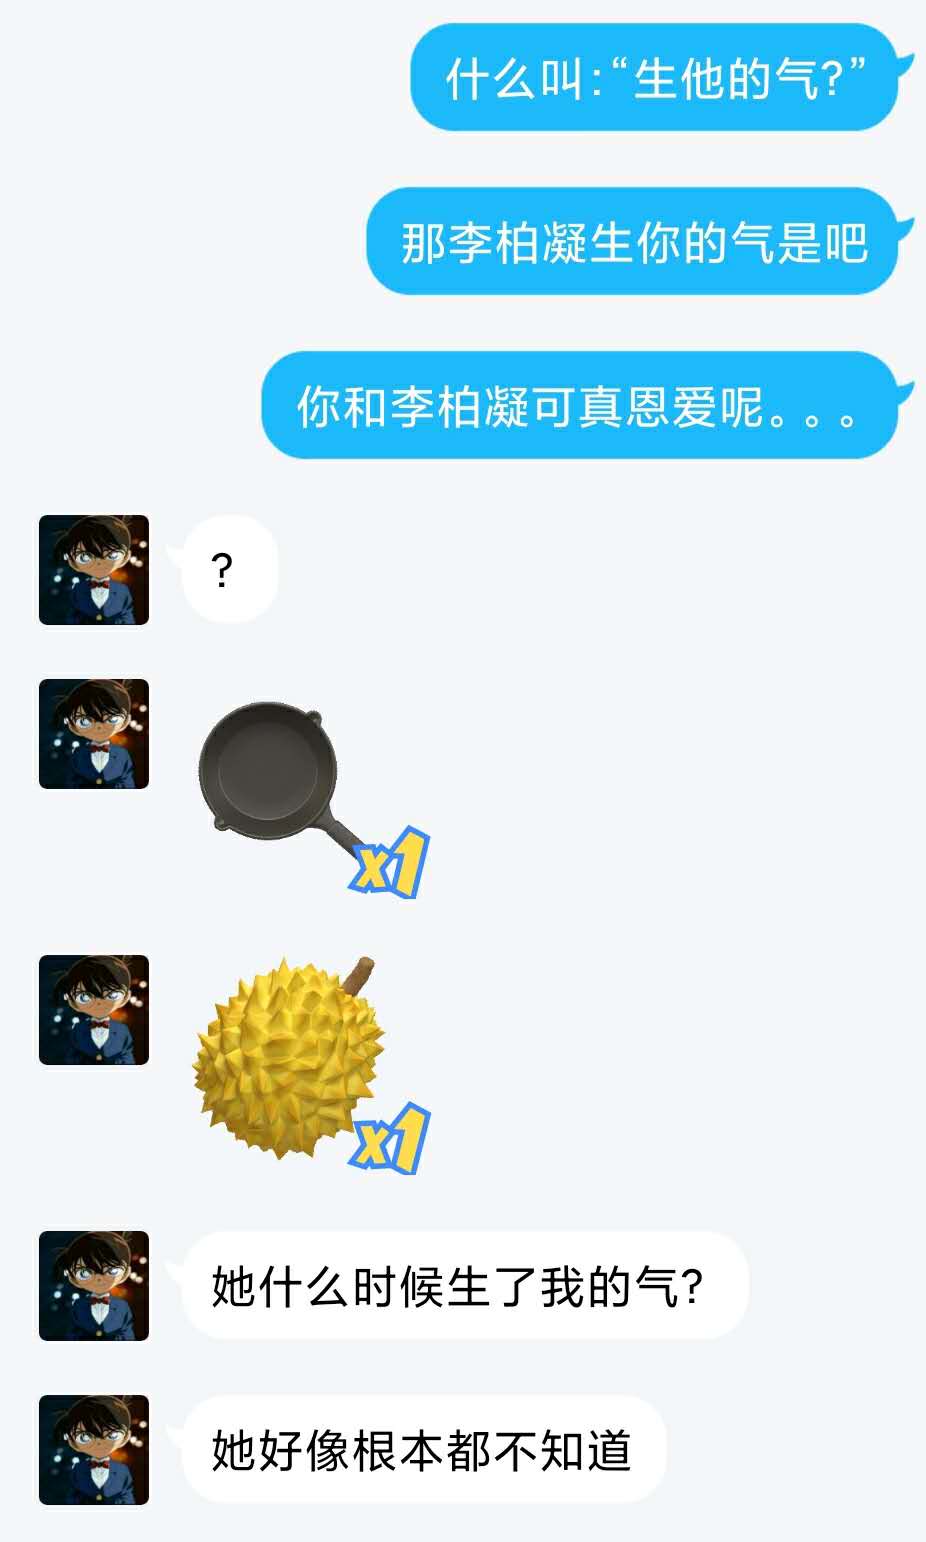 什么叫:“生他的气?”
那李柏凝生你的气是吧
你和李柏凝可真恩爱呢。。。
?
x1
x1
她什么时候生了我的气?
她好像根本都不知道